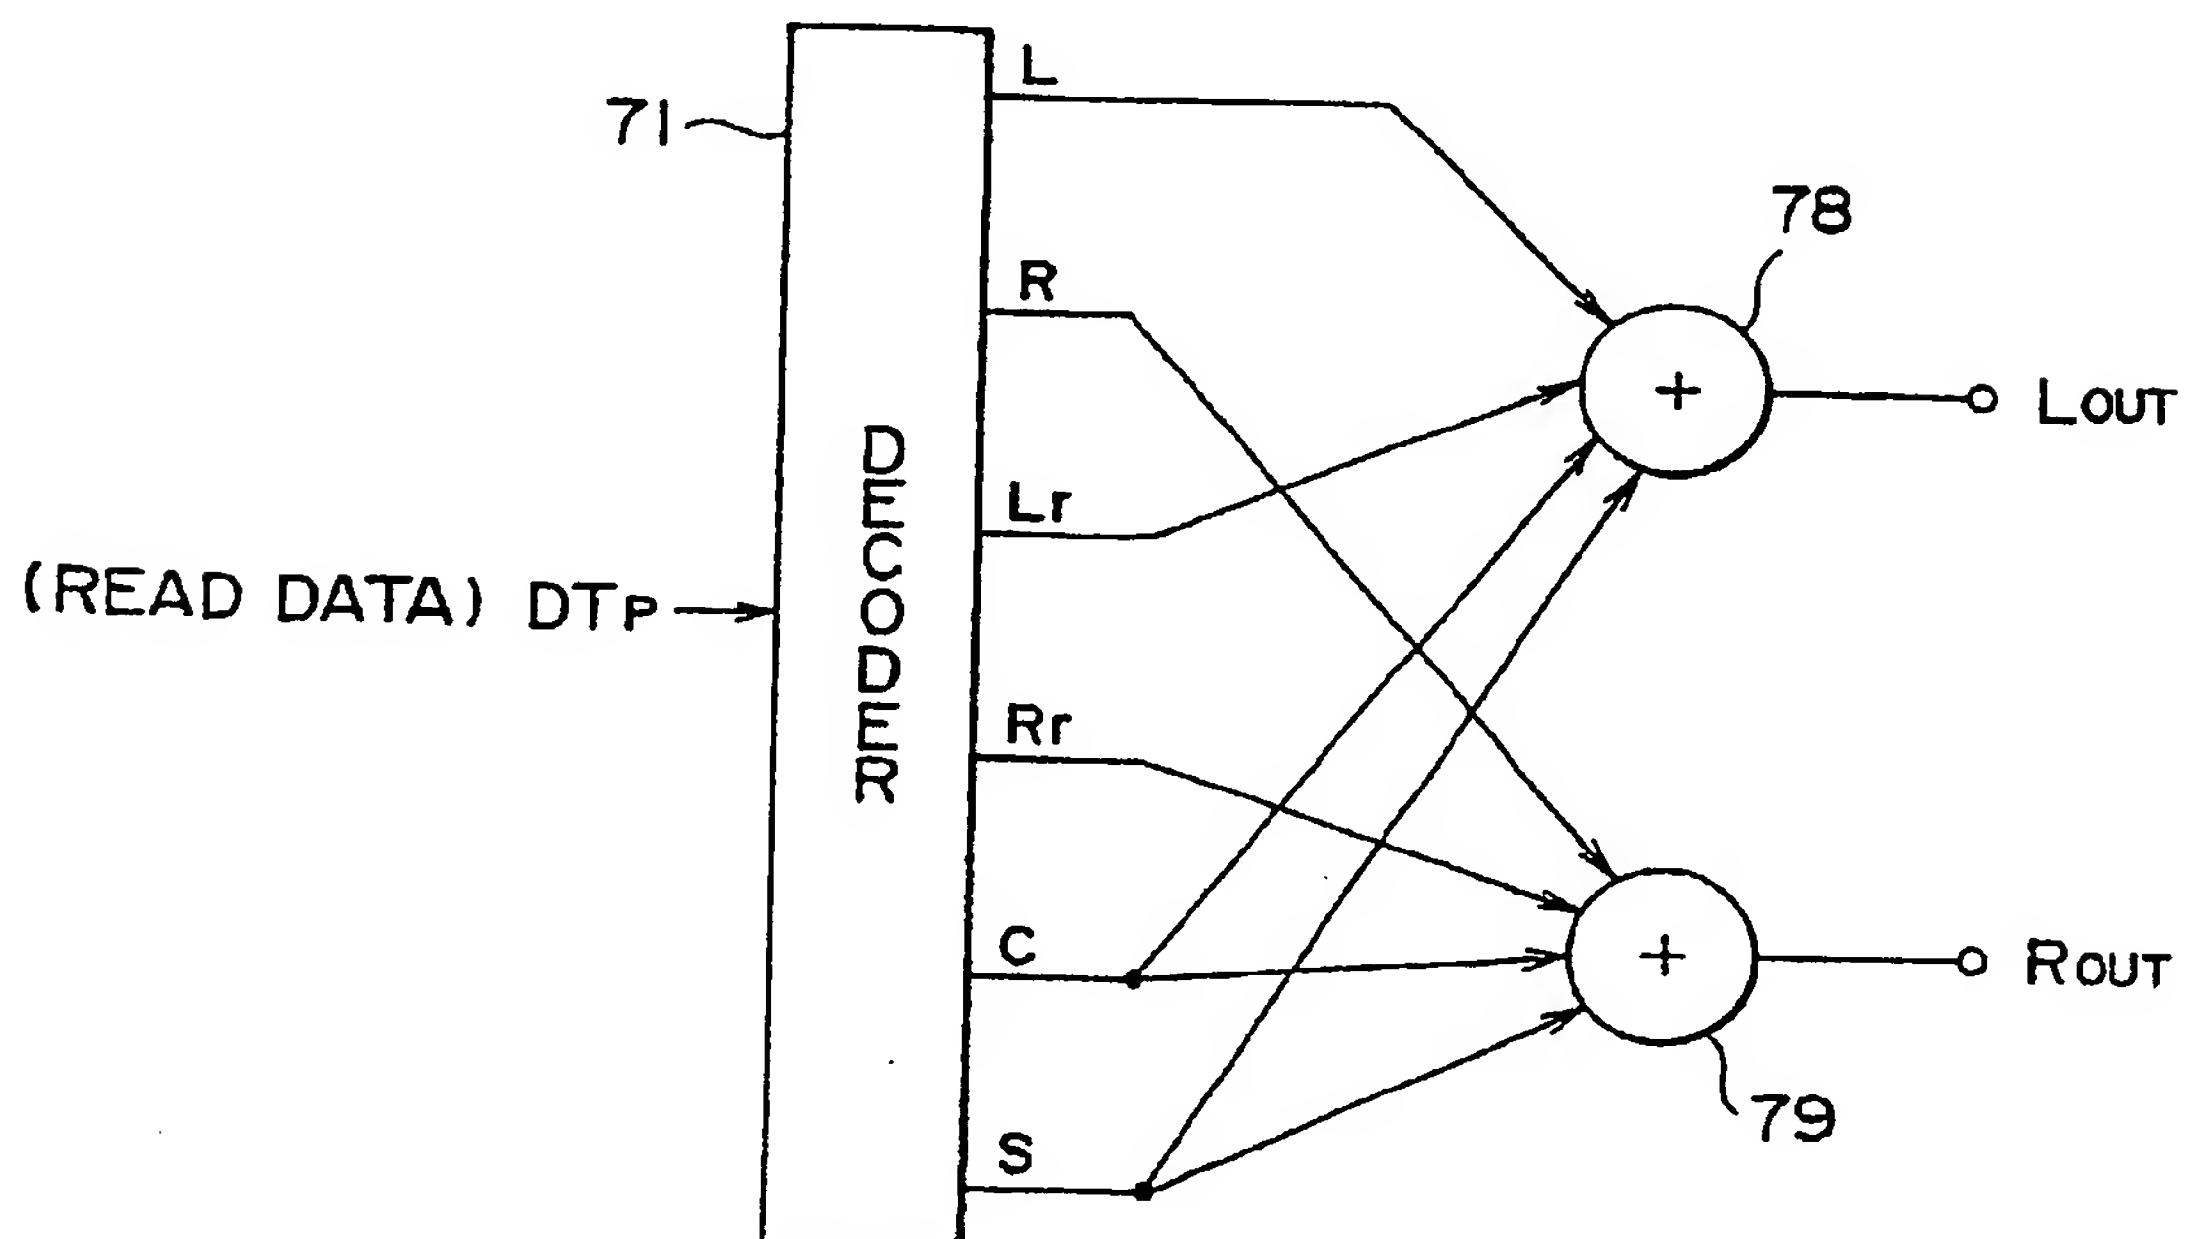 71
L
R
Lr
Rr
C
S
(READ DATA) DTP
DECODER
78
+
LOUT
+
ROUT
79